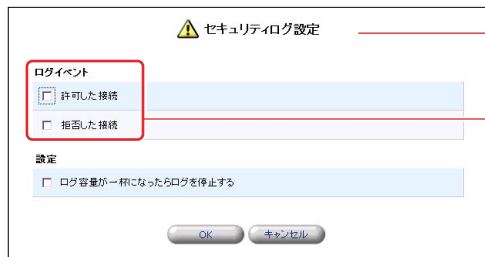 セキュリティログ設定
ログイベント
許可した接続
拒否した接続
設定
ログ容量が一杯になったらログを停止する
OK キャンセル